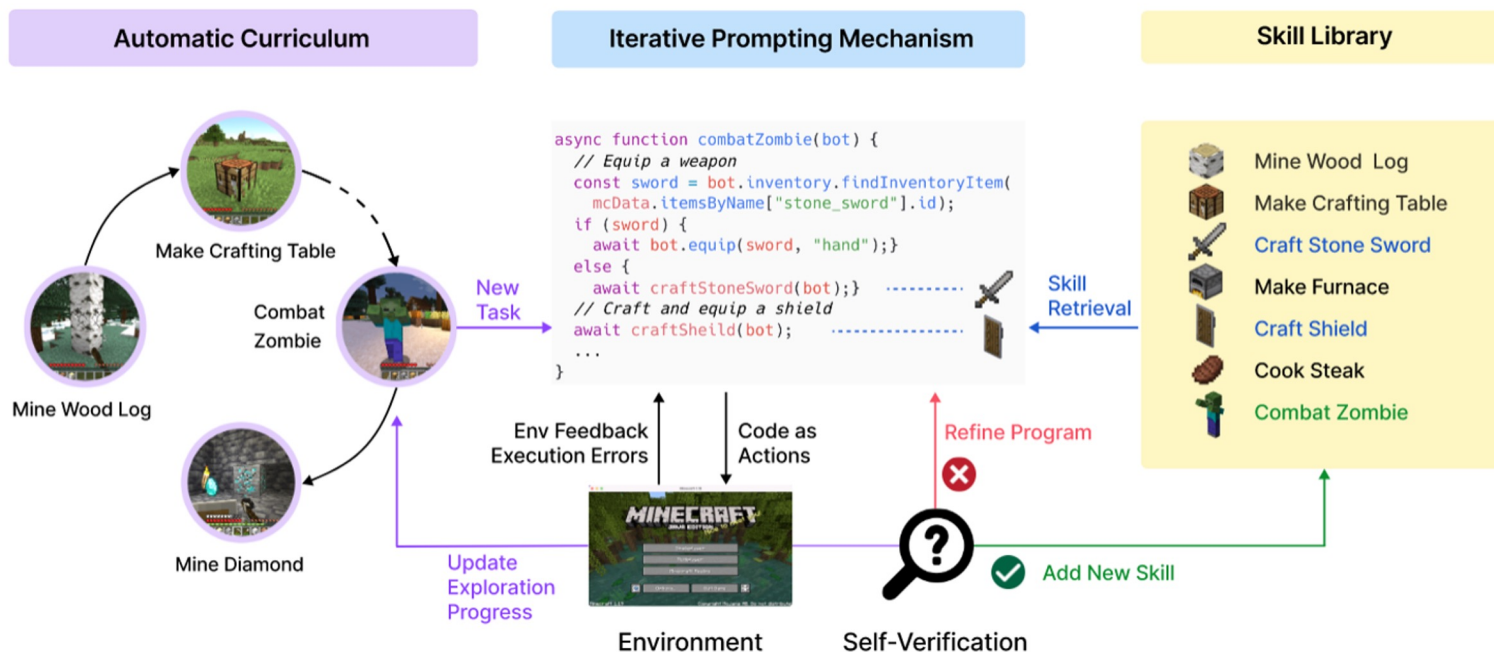 Automatic Curriculum
Iterative Prompting Mechanism
Skill Library
Make Crafting Table
Mine Wood Log
Combat
Zombie
Mine Diamond
New
Task
async function combatZombie(bot) {
// Equip a weapon
const sword = bot.inventory.findInventoryItem(
mcData.itemsByName["stone_sword"].id);
if (sword) {
await bot.equip(sword, "hand");}
else {
await craftStoneSword(bot);}
// Craft and equip a shield
await craftSheild(bot);
...
}
Skill
Retrieval
Mine Wood Log
Make Crafting Table
Craft Stone Sword
Make Furnace
Craft Shield
Cook Steak
Combat Zombie
Env Feedback
Execution Errors
Code as
Actions
Refine Program
MINECRAFT
JAVA EDITION
Update
Exploration
Progress
?
Add New Skill
Environment
Self-Verification